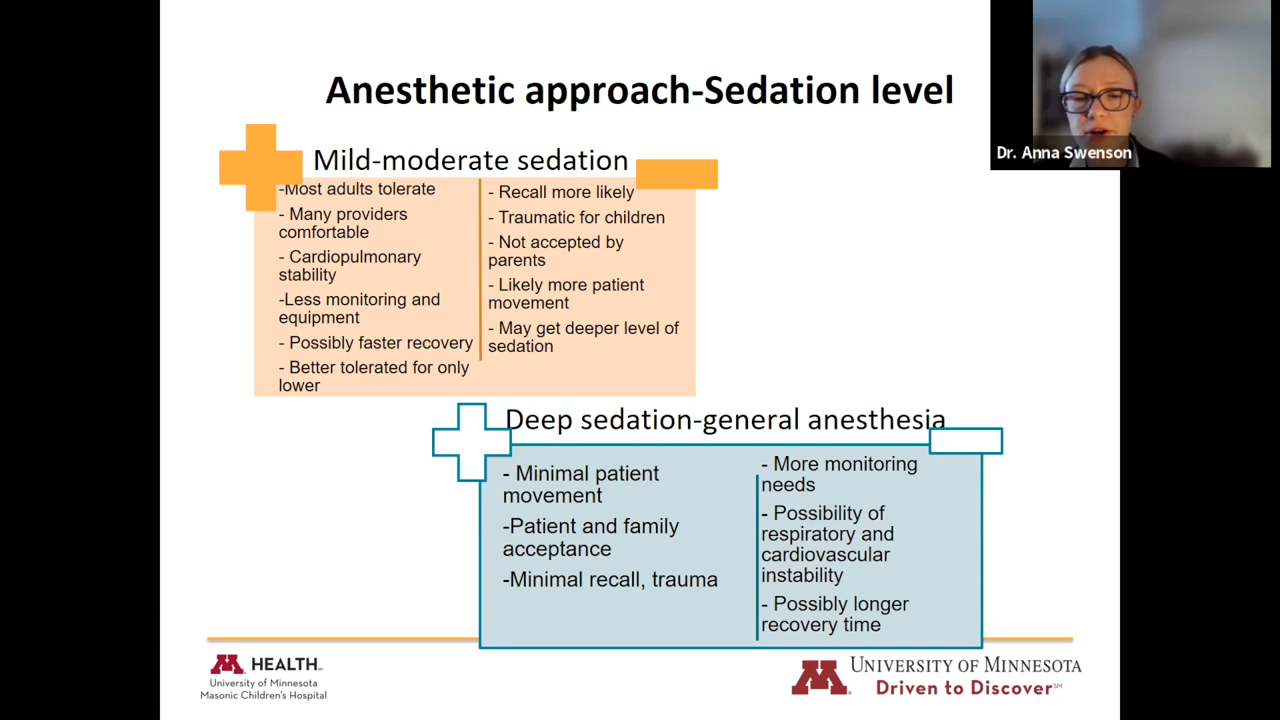 Anesthetic approach-Sedation level
Dr. Anna Swenson
Mild-moderate sedation
-Most adults tolerate
- Many providers
comfortable
- Cardiopulmonary
stability
-Less monitoring and
equipment
- Possibly faster recovery
- Better tolerated for only
lower
- Recall more likely
- Traumatic for children
- Not accepted by
parents
- Likely more patient
movement
- May get deeper level of
sedation
Deep sedation-general anesthesia
- Minimal patient
movement
-Patient and family
acceptance
-Minimal recall, trauma
- More monitoring
needs
- Possibility of
respiratory and
cardiovascular
instability
- Possibly longer
recovery time
M HEALTH
University of Minnesota
Masonic Children's Hospital
M. UNIVERSITY OF MINNESOTA
Driven to Discover℠